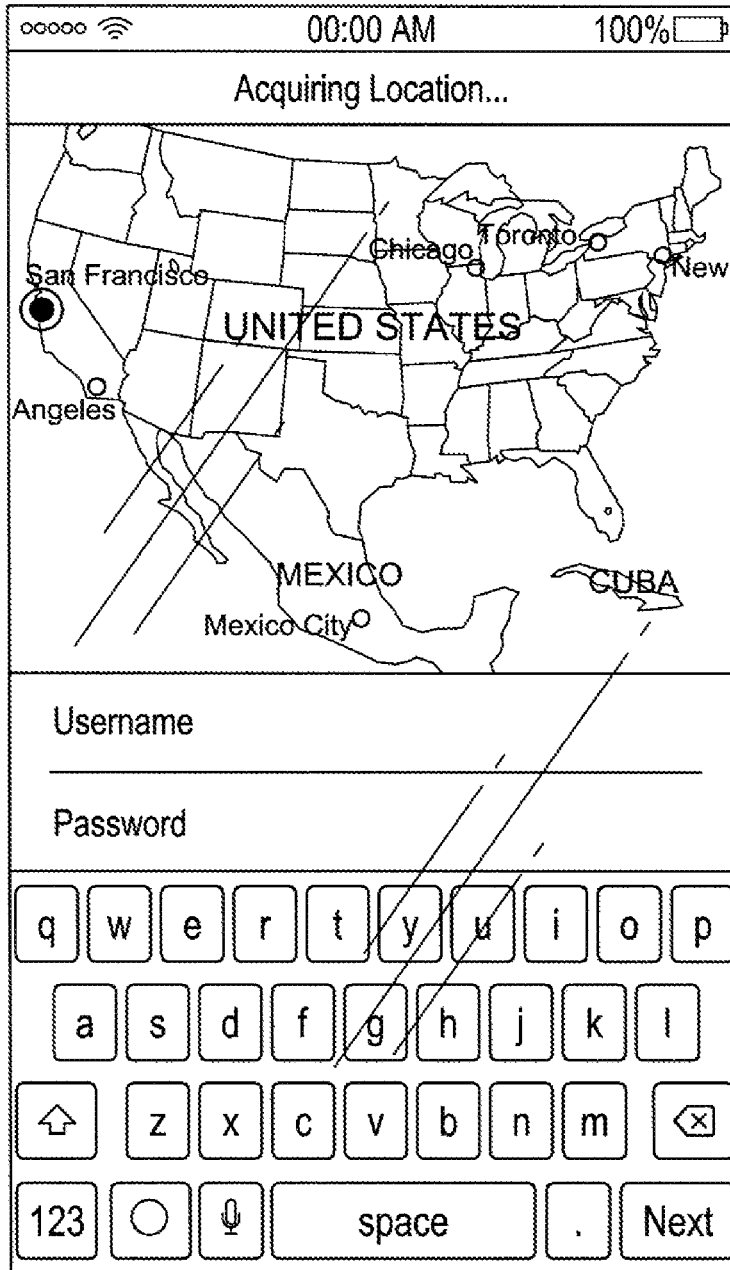 00:00 AM 100%
Acquiring Location...
Toronto
Chicago
New
San Francisco
UNITED STATES
Angeles
MEXICO
CUBA
Mexico City
Username
Password
q w e r t y u i o p
a s d f g h j k l
z x c v b n m
123 space . Next